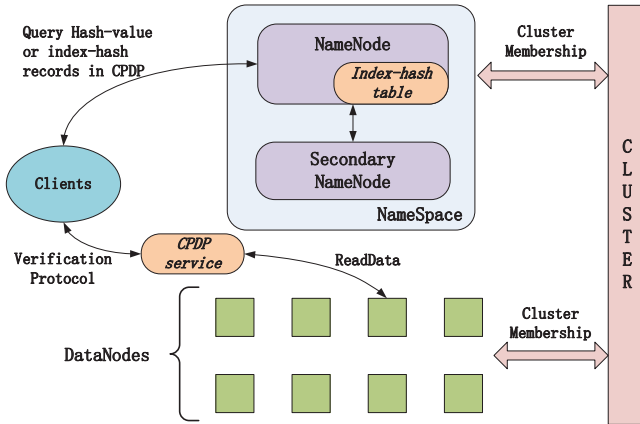 Query Hash-value
or index-hash
records in CPDP
NameNode
Index-hash
table
Secondary
NameNode
NameSpace
Cluster
Membership
Clients
CPDP
service
Verification
Protocol
ReadData
DataNodes
Cluster
Membership
C
L
U
S
T
E
R